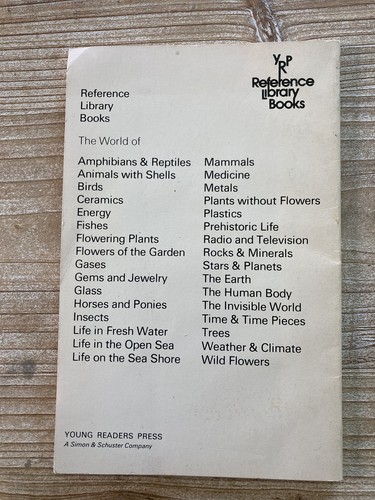 YRP
Reference
Library
Books
Reference
Library
Books
The World of
Amphibians & Reptiles
Animals with Shells
Birds
Ceramics
Energy
Fishes
Flowering Plants
Flowers of the Garden
Gases
Gems and Jewelry
Glass
Horses and Ponies
Insects
Life in Fresh Water
Life in the Open Sea
Life on the Sea Shore
Mammals
Medicine
Metals
Plants without Flowers
Plastics
Prehistoric Life
Radio and Television
Rocks & Minerals
Stars & Planets
The Earth
The Human Body
The Invisible World
Time & Time Pieces
Trees
Weather & Climate
Wild Flowers
YOUNG READERS PRESS
A Simon & Schuster Company